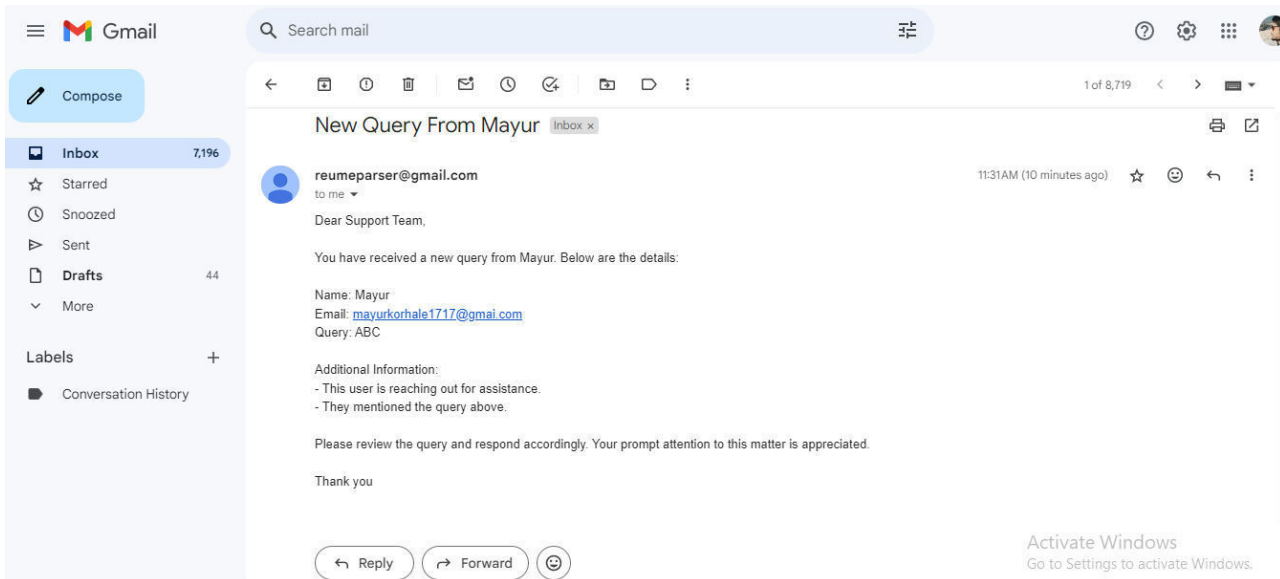 Gmail
Search mail
Compose
1 of 8,719
New Query From Mayur Inbox ×
Inbox 7,196
reumeparser@gmail.com 11:31 AM (10 minutes ago)
Starred
to me
Snoozed
Dear Support Team,
Sent
You have received a new query from Mayur. Below are the details:
Drafts 44
Name: Mayur
More
Email: mayurkorhale1717@gmai.com
Query: ABC
Labels +
Additional Information:
- This user is reaching out for assistance.
Conversation History
- They mentioned the query above.
Please review the query and respond accordingly. Your prompt attention to this matter is appreciated.
Thank you
Reply Forward
Activate Windows
Go to Settings to activate Windows.